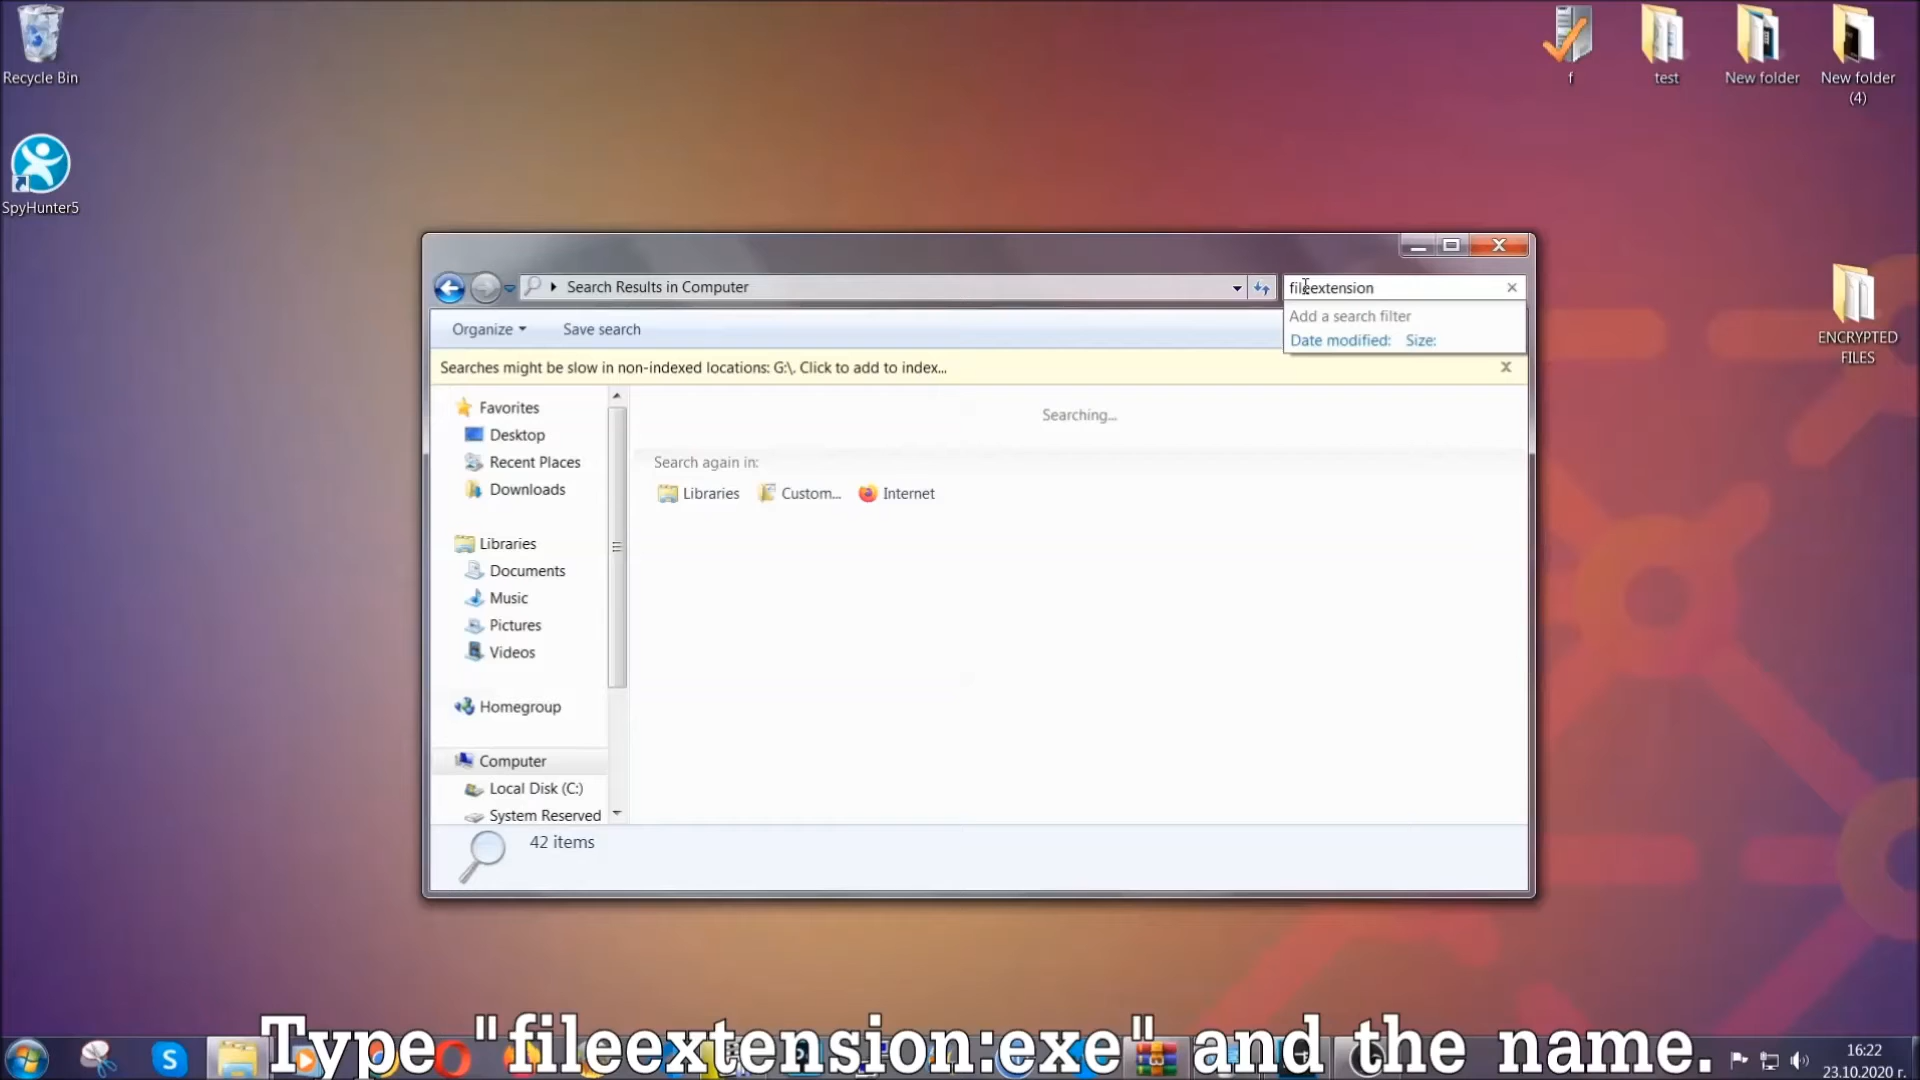 Recycle Bin
SpyHunter5
f
test
New folder
New folder
(4)
ENCRYPTED
FILES
Search Results in Computer
fileextension
Add a search filter
Date modified: Size:
Organize
Save search
Searches might be slow in non-indexed locations: G:\. Click to add to index...
Favorites
Desktop
Recent Places
Downloads
Libraries
Documents
Music
Pictures
Videos
Homegroup
Computer
Local Disk (C:)
System Reserved
Searching...
Search again in:
Libraries
Custom...
Internet
42 items
Type "fileextension:exe" and the name.
16:22
23.10.2020 г.